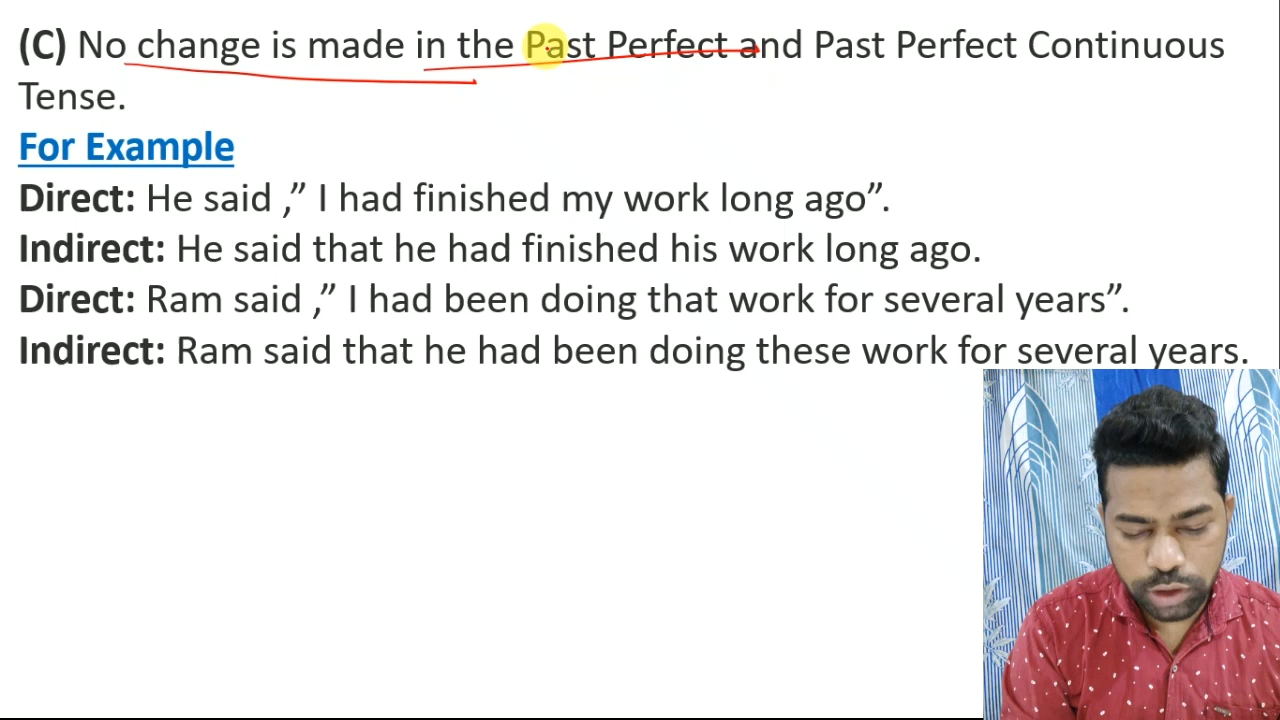 (C) No change is made in the Past Perfect and Past Perfect Continuous
Tense.
For Example
Direct: He said ,” I had finished my work long ago”.
Indirect: He said that he had finished his work long ago.
Direct: Ram said ,” I had been doing that work for several years”.
Indirect: Ram said that he had been doing these work for several years.